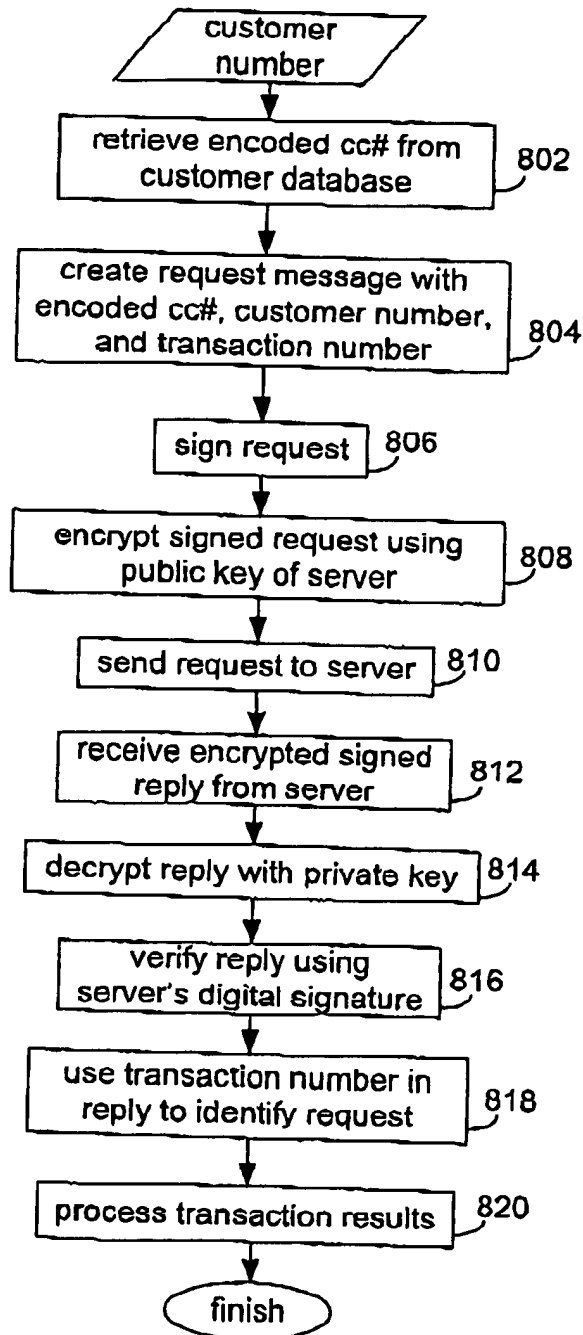 customer
number
retrieve encoded cc# from
customer database
802
create request message with
encoded cc#, customer number,
and transaction number
804
sign request
806
encrypt signed request using
public key of server
808
send request to server
810
receive encrypted signed
reply from server
812
decrypt reply with private key
814
verify reply using
server's digital signature
816
use transaction number in
reply to identify request
818
process transaction results
820
finish